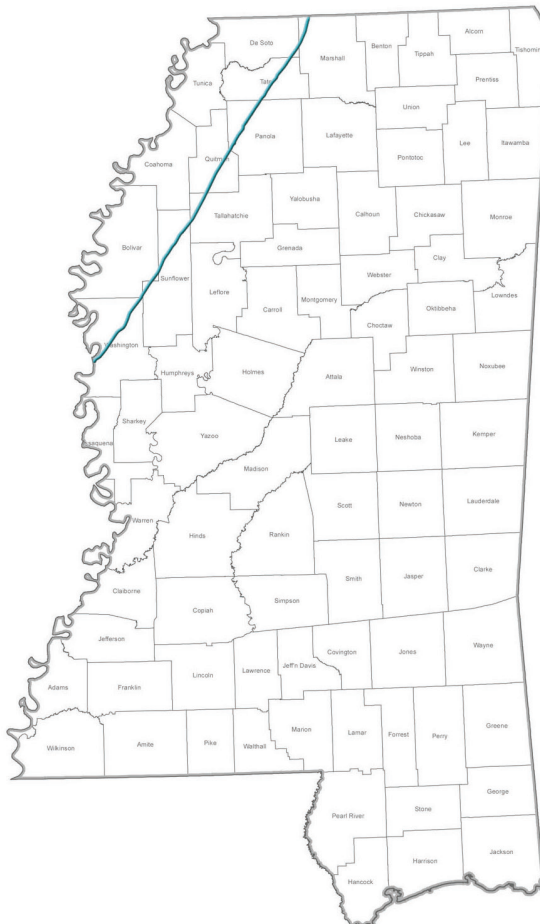 De Soto
Marshall
Benton
Tippah
Alcorn
Tishomin
Prentiss
Tunica
Tate
Union
Panola
Lafayette
Lee
Itawamba
Quitman
Pontotoc
Coahoma
Tallahatchie
Yalobusha
Calhoun
Chickasaw
Monroe
Bolivar
Sunflower
Grenada
Clay
Leflore
Webster
Carroll
Montgomery
Oktibbeha
Lowndes
Choctaw
Washington
Humphreys
Holmes
Attala
Winston
Noxubee
Sharkey
Issaquena
Yazoo
Leake
Neshoba
Kemper
Madison
Warren
Scott
Newton
Lauderdale
Hinds
Rankin
Claiborne
Smith
Jasper
Clarke
Copiah
Simpson
Jefferson
Covington
Jones
Wayne
Lawrence
Jeff'n Davis
Lincoln
Adams
Franklin
Marion
Lamar
Forrest
Perry
Greene
Wilkinson
Amite
Pike
Walthall
George
Pearl River
Stone
Jackson
Harrison
Hancock